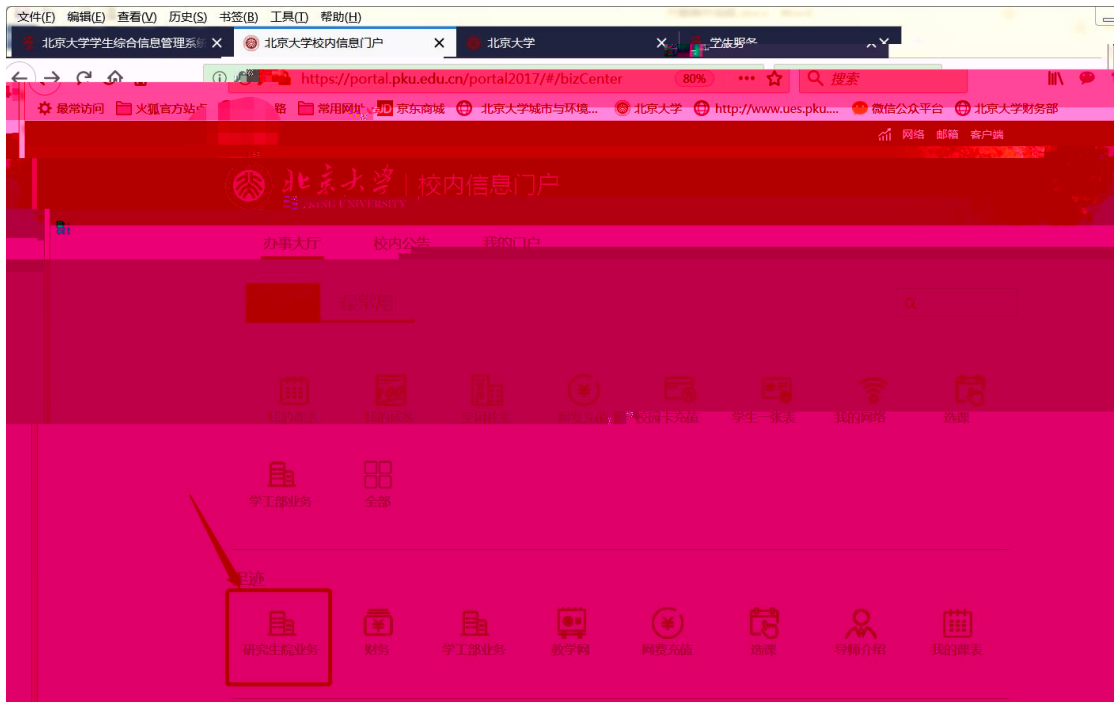 文件(F) 编辑(E) 查看(V) 历史(S) 书签(B) 工具(T) 帮助(H)
北京大学学生综合信息管理系统 北京大学校内信息门户 北京大学
https://portal.pku.edu.cn/portal2017/#/bizCenter 80% 搜索
最常访问 火狐官方站点 常用网址 JD 京东商城 北京大学城市与环境... 北京大学 http://www.ues.pku.... 微信公众平台 北京大学财务部
网络 邮箱 客户端
北京大学 校内信息门户
办事大厅 校内公告 我的门户
校园卡充值 学生一张表 我的网络 选课
学工部业务 全部
足迹
研究生院业务 财务 学工部业务 教学网 网费充值 选课 导师介绍 我的课表